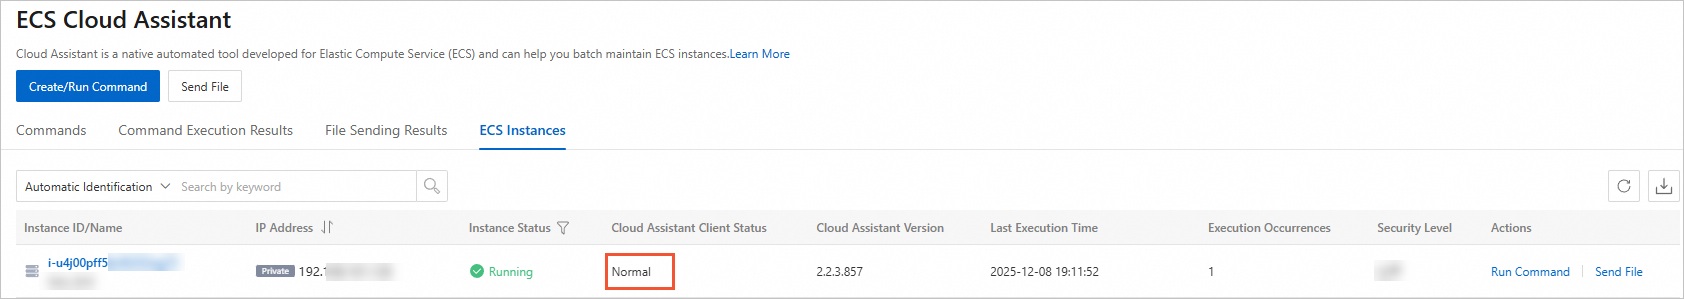 ECS Cloud Assistant
Cloud Assistant is a native automated tool developed for Elastic Compute Service (ECS) and can help you batch maintain ECS instances.Learn More
Create/Run Command Send File
Commands Command Execution Results File Sending Results ECS Instances
Automatic Identification Search by keyword
Instance ID/Name IP Address Instance Status Cloud Assistant Client Status Cloud Assistant Version Last Execution Time Execution Occurrences Security Level Actions
i-u4j00pff5 Private 192. Running Normal 2.2.3.857 2025-12-08 19:11:52 1 Run Command Send File